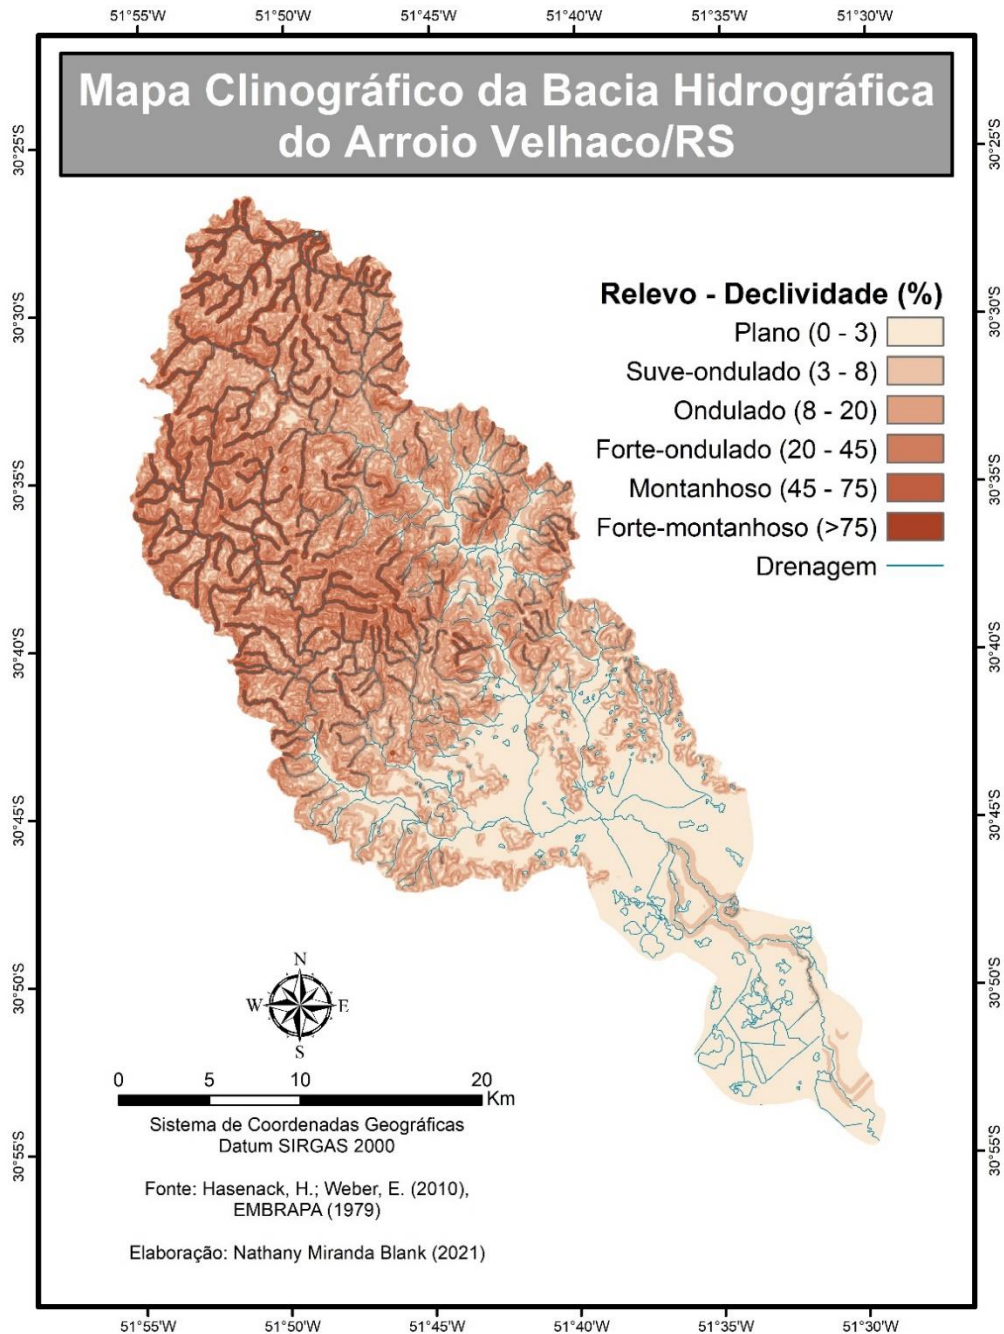 51°55'W 51°50'W 51°45'W 51°40'W 51°35'W 51°30'W
Mapa Clinográfico da Bacia Hidrográfica
do Arroio Velhaco/RS
30°25'S 30°25'S
30°30'S 30°30'S
30°35'S 30°35'S
30°40'S 30°40'S
30°45'S 30°45'S
30°50'S 30°50'S
30°55'S 30°55'S
Relevo - Declividade (%)
Plano (0 - 3)
Suve-ondulado (3 - 8)
Ondulado (8 - 20)
Forte-ondulado (20 - 45)
Montanhoso (45 - 75)
Forte-montanhoso (>75)
Drenagem
N
W E
S
0 5 10 20
Km
Sistema de Coordenadas Geográficas
Datum SIRGAS 2000
Fonte: Hasenack, H.; Weber, E. (2010),
EMBRAPA (1979)
Elaboração: Nathany Miranda Blank (2021)
51°55'W 51°50'W 51°45'W 51°40'W 51°35'W 51°30'W